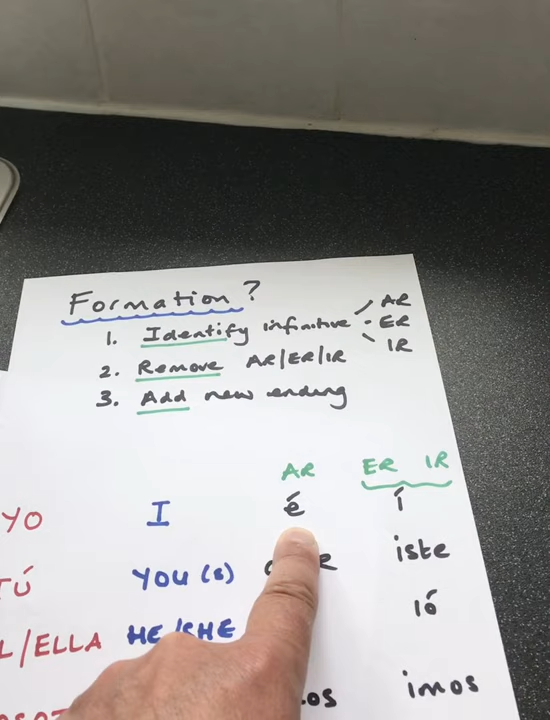 Formation?
1. Identify infinitive AR
ER
IR
2. Remove AR/ER/IR
3. Add new ending
AR ER IR
YO I é í
TÚ YOU (s) iste
L/ELLA HE/SHE ió
imos